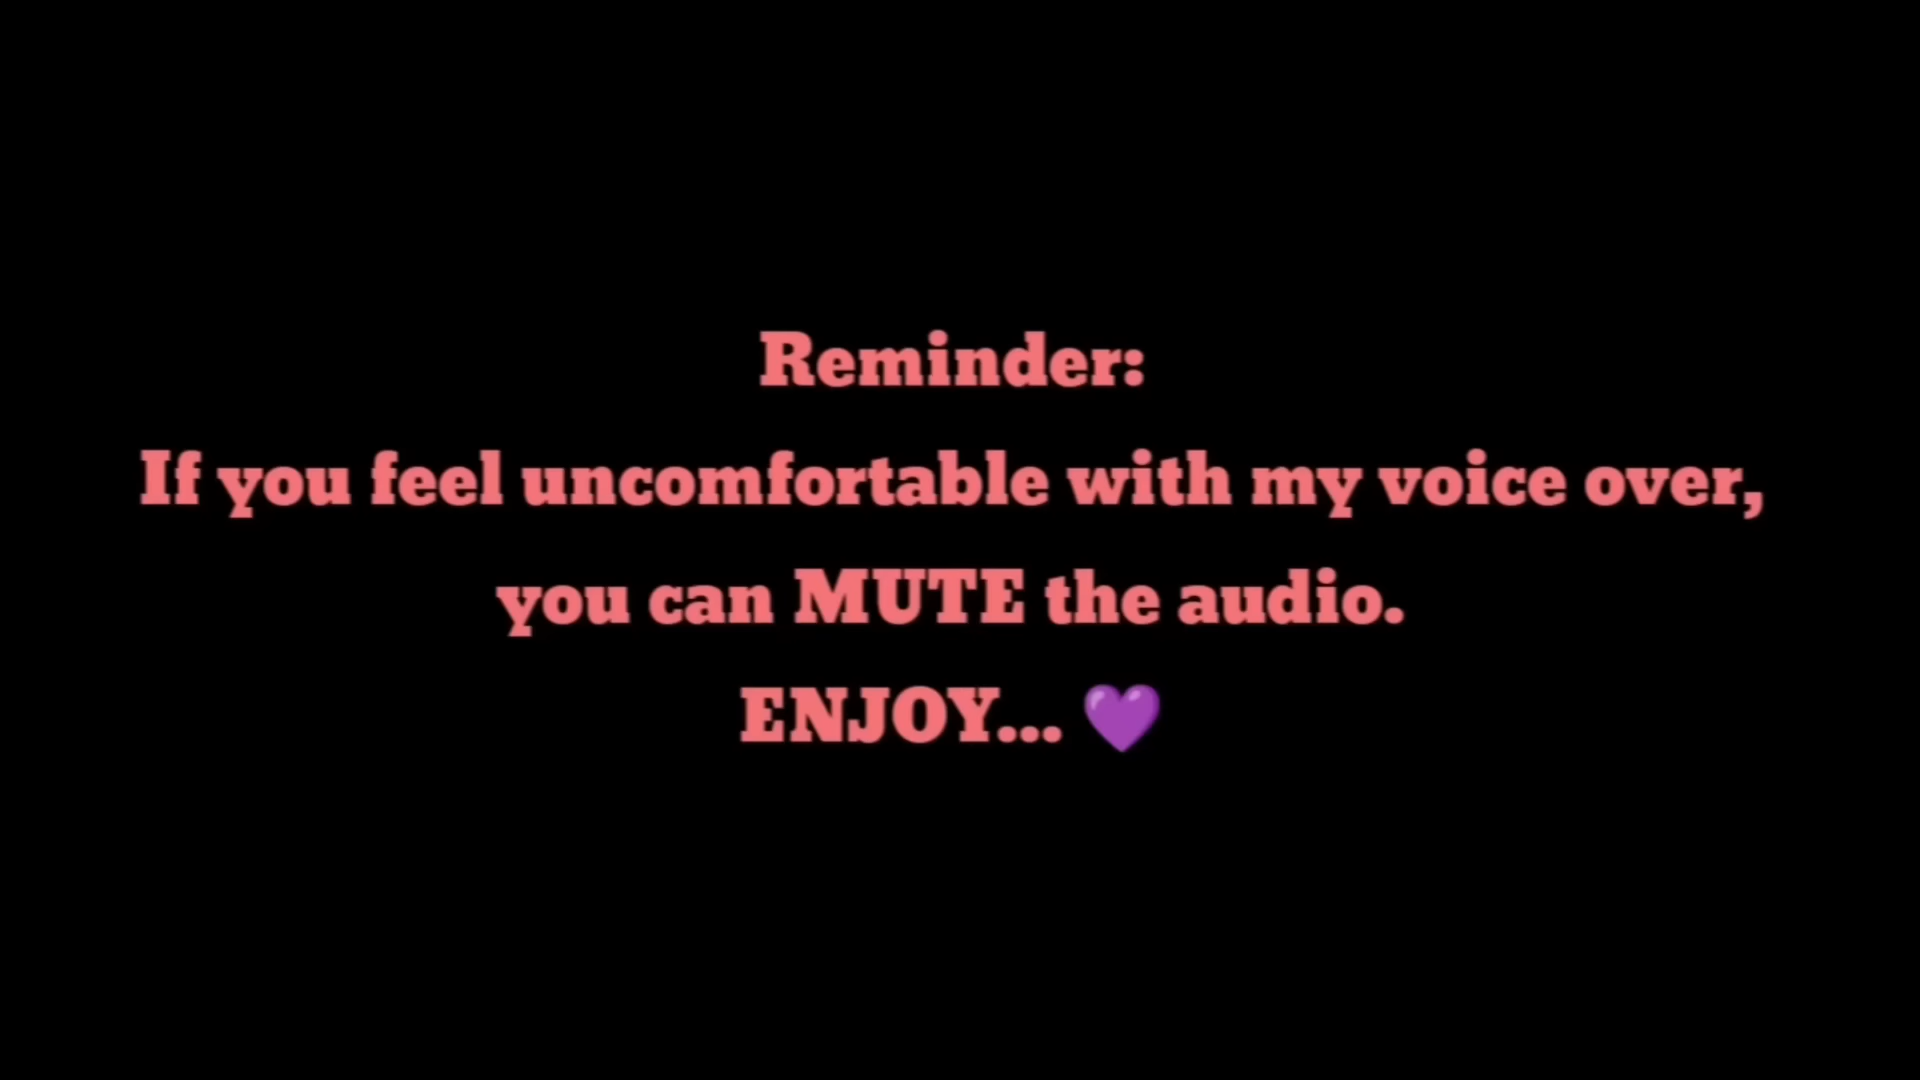 Reminder:
If you feel uncomfortable with my voice over,
you can MUTE the audio.
ENJOY... 💜